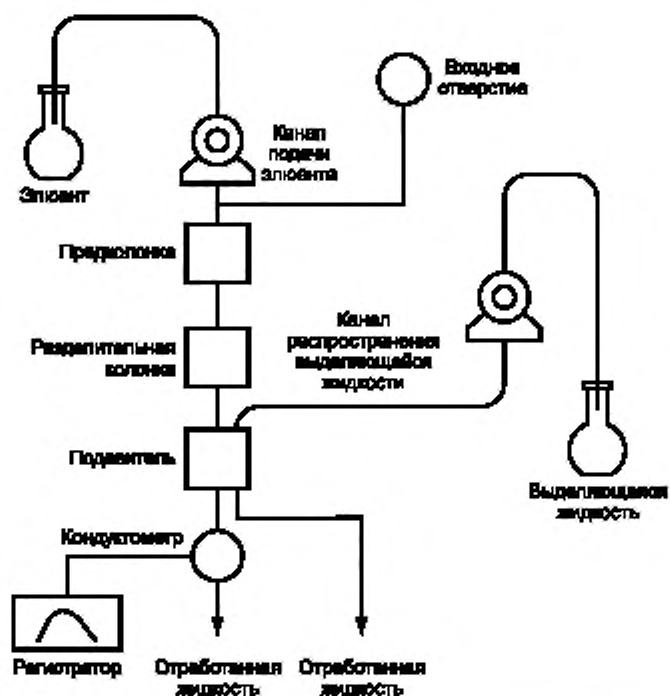 Входное
отверстие
Канал
подачи
элюента
Элюент
Предколонка
Канал
распространения
выделяющейся
жидкости
Разделительная
колонка
Подавитель
Выделяющаяся
жидкость
Кондуктометр
Регистратор
Отработанная
жидкость
Отработанная
жидкость